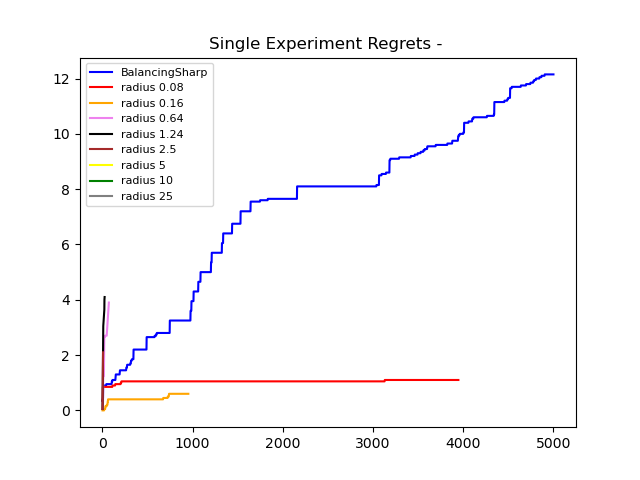 Single Experiment Regrets -
BalancingSharp
radius 0.08
radius 0.16
radius 0.64
radius 1.24
radius 2.5
radius 5
radius 10
radius 25
12
10
8
6
4
2
0
0 1000 2000 3000 4000 5000